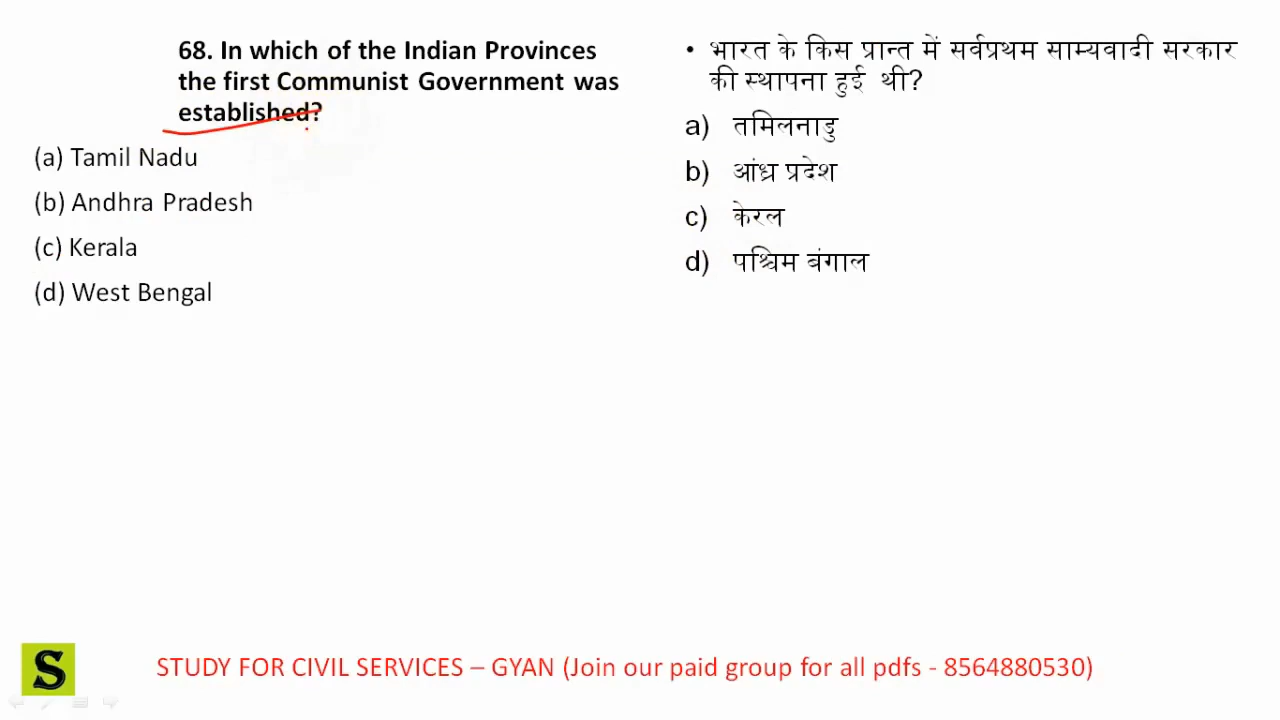 68. In which of the Indian Provinces
the first Communist Government was
established?
(a) Tamil Nadu
(b) Andhra Pradesh
(c) Kerala
(d) West Bengal
• भारत के किस प्रान्त में सर्वप्रथम साम्यवादी सरकार
की स्थापना हुई थी?
a) तमिलनाडु
b) आंध्र प्रदेश
c) केरल
d) पश्चिम बंगाल
S
STUDY FOR CIVIL SERVICES – GYAN (Join our paid group for all pdfs - 8564880530)